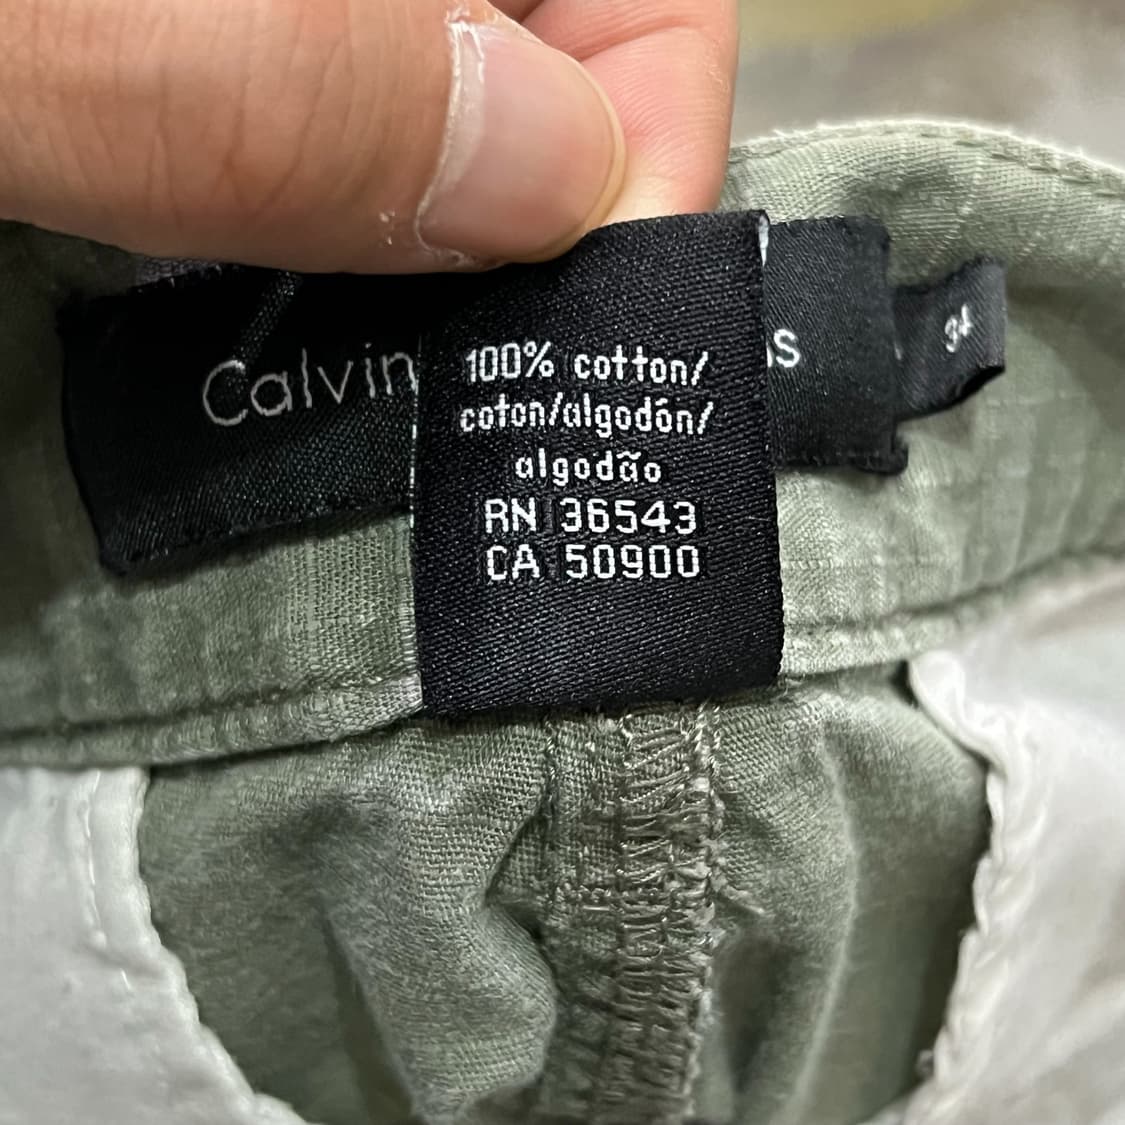 Calvin
100% cotton/
coton/algodón/
algodão
RN 36543
CA 50900
34